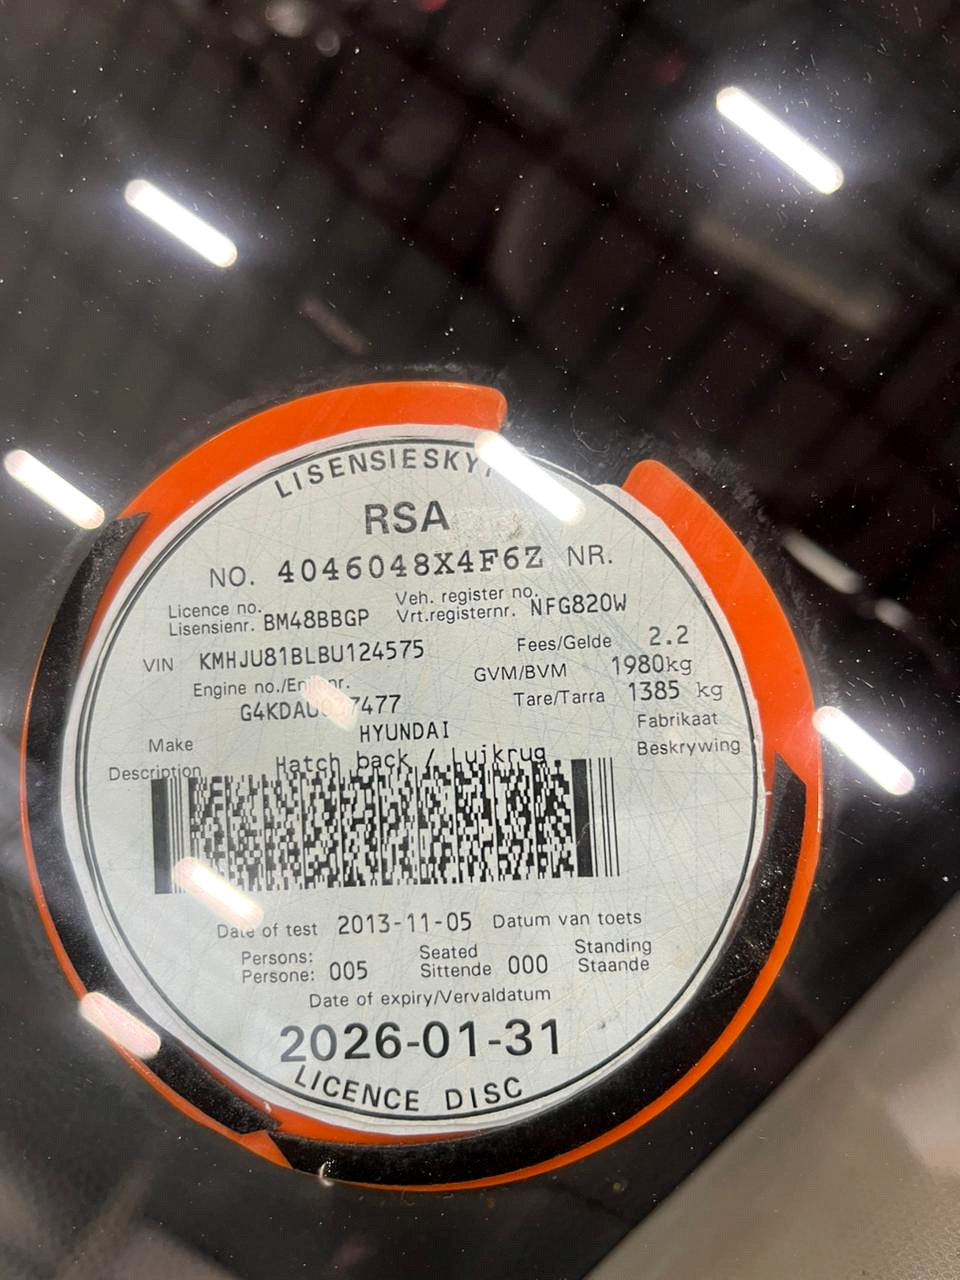 LISENSIESKY
RSA
NO. 4046048X4F6Z NR.
Licence no. Veh. register no.
Lisensienr. BM48BBGP Vrt.registernr. NFG820W
VIN KMHJU81BLBU124575 Fees/Gelde 2.2
GVM/BVM 1980kg
Engine no./Enjinnr. Tare/Tarra 1385 kg
HYUNDAI Fabrikaat
Make
Hatch back / Luikrug Beskrywing
Description
Date of test 2013-11-05 Datum van toets
Persons: Seated Standing
Persone: 005 Sittende 000 Staande
Date of expiry/Vervaldatum
2026-01-31
LICENCE DISC